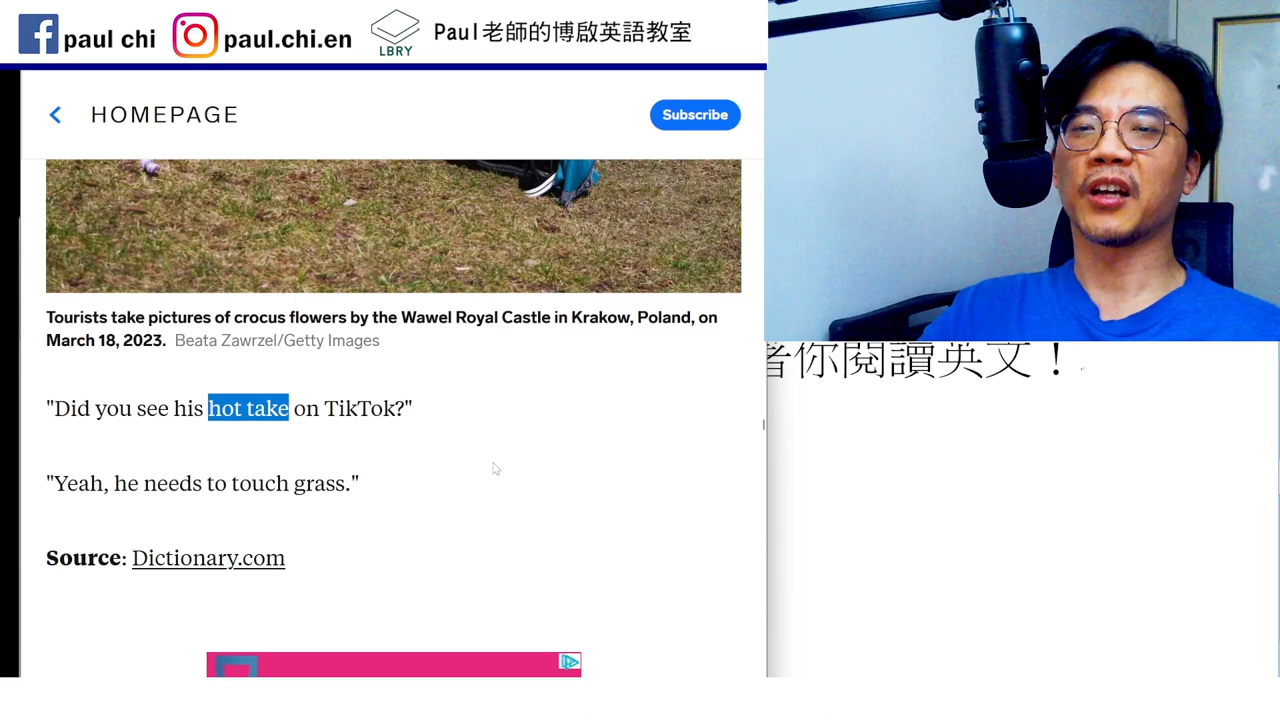 paul chi
paul.chi.en
LBRY
Paul老師的博啟英語教室
HOMEPAGE
Subscribe
Tourists take pictures of crocus flowers by the Wawel Royal Castle in Krakow, Poland, on
March 18, 2023. Beata Zawrzel/Getty Images
者你閱讀英文！
"Did you see his hot take on TikTok?"
"Yeah, he needs to touch grass."
Source: Dictionary.com